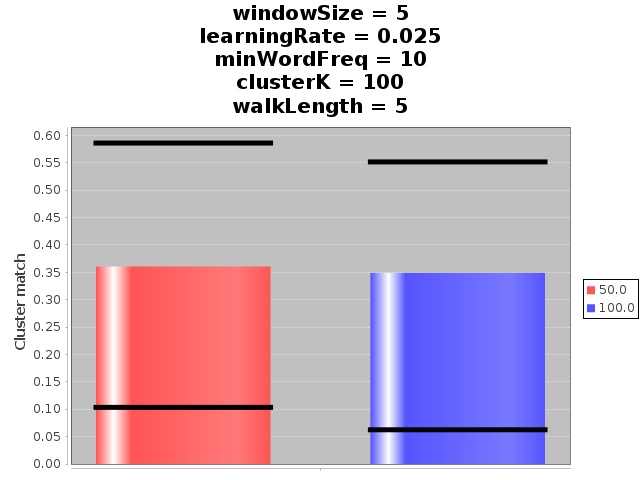 windowSize = 5
learningRate = 0.025
minWordFreq = 10
clusterK = 100
walkLength = 5
0.60
0.55
0.50
0.45
0.40
0.35
0.30
0.25
0.20
0.15
0.10
0.05
0.00
Cluster match
50.0
100.0